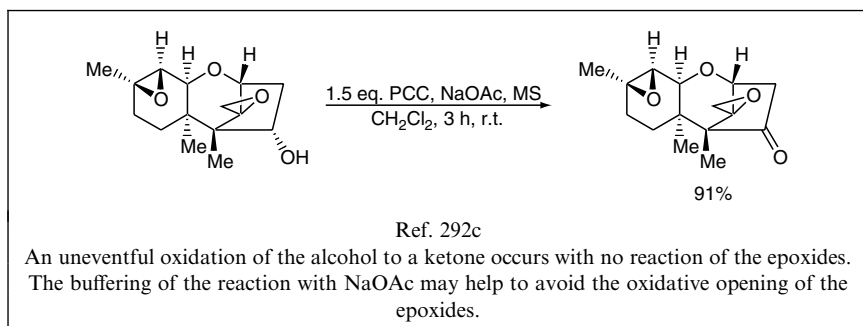 H
H
H
H
Me
O
O
O
Me
Me
OH
1.5 eq. PCC, NaOAc, MS
CH2Cl2, 3 h, r.t.
H
H
H
Me
O
O
O
Me
Me
O
91%
Ref. 292c
An uneventful oxidation of the alcohol to a ketone occurs with no reaction of the epoxides.
The buffering of the reaction with NaOAc may help to avoid the oxidative opening of the
epoxides.